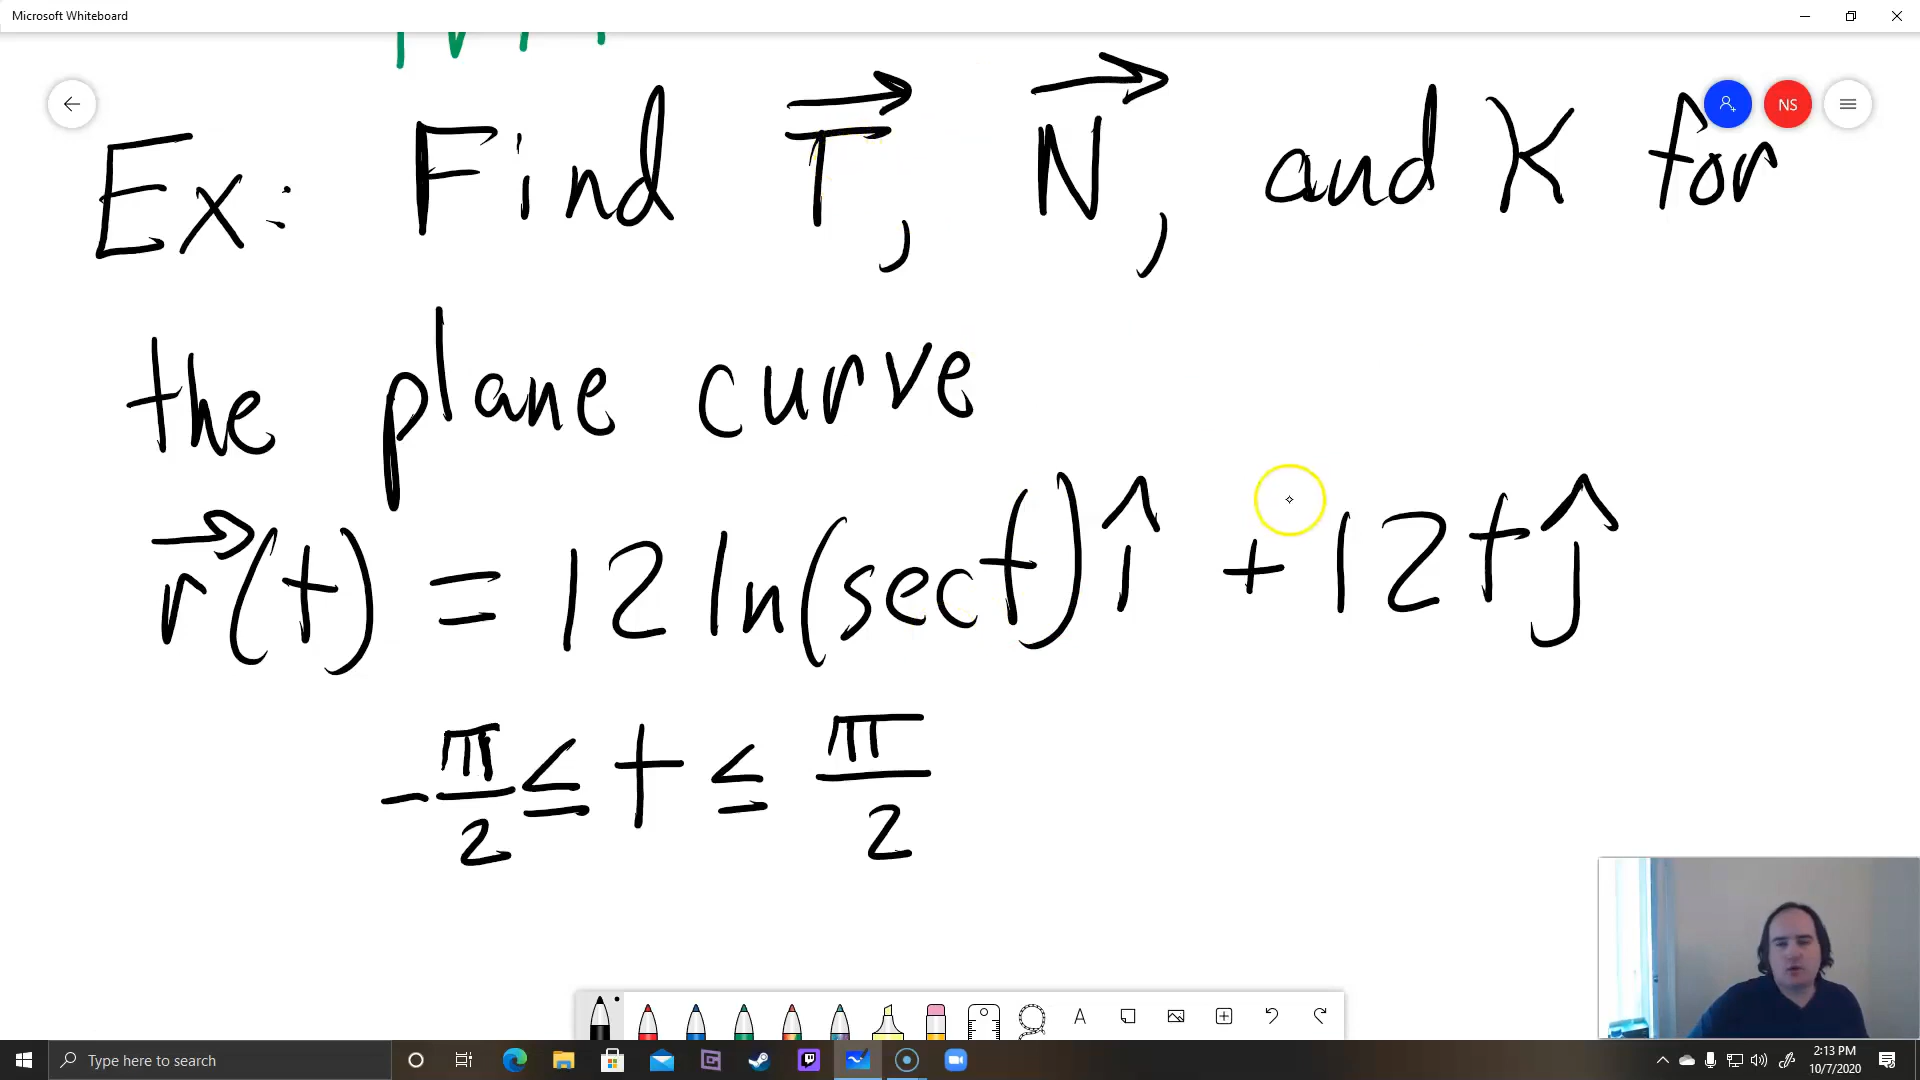 Microsoft Whiteboard
NS
Ex: Find T, N, and K for
the plane curve
r(t) = 12 ln(sec t) î + 12t ĵ
-π/2 ≤ t ≤ π/2
A
Type here to search
2:13 PM
10/7/2020